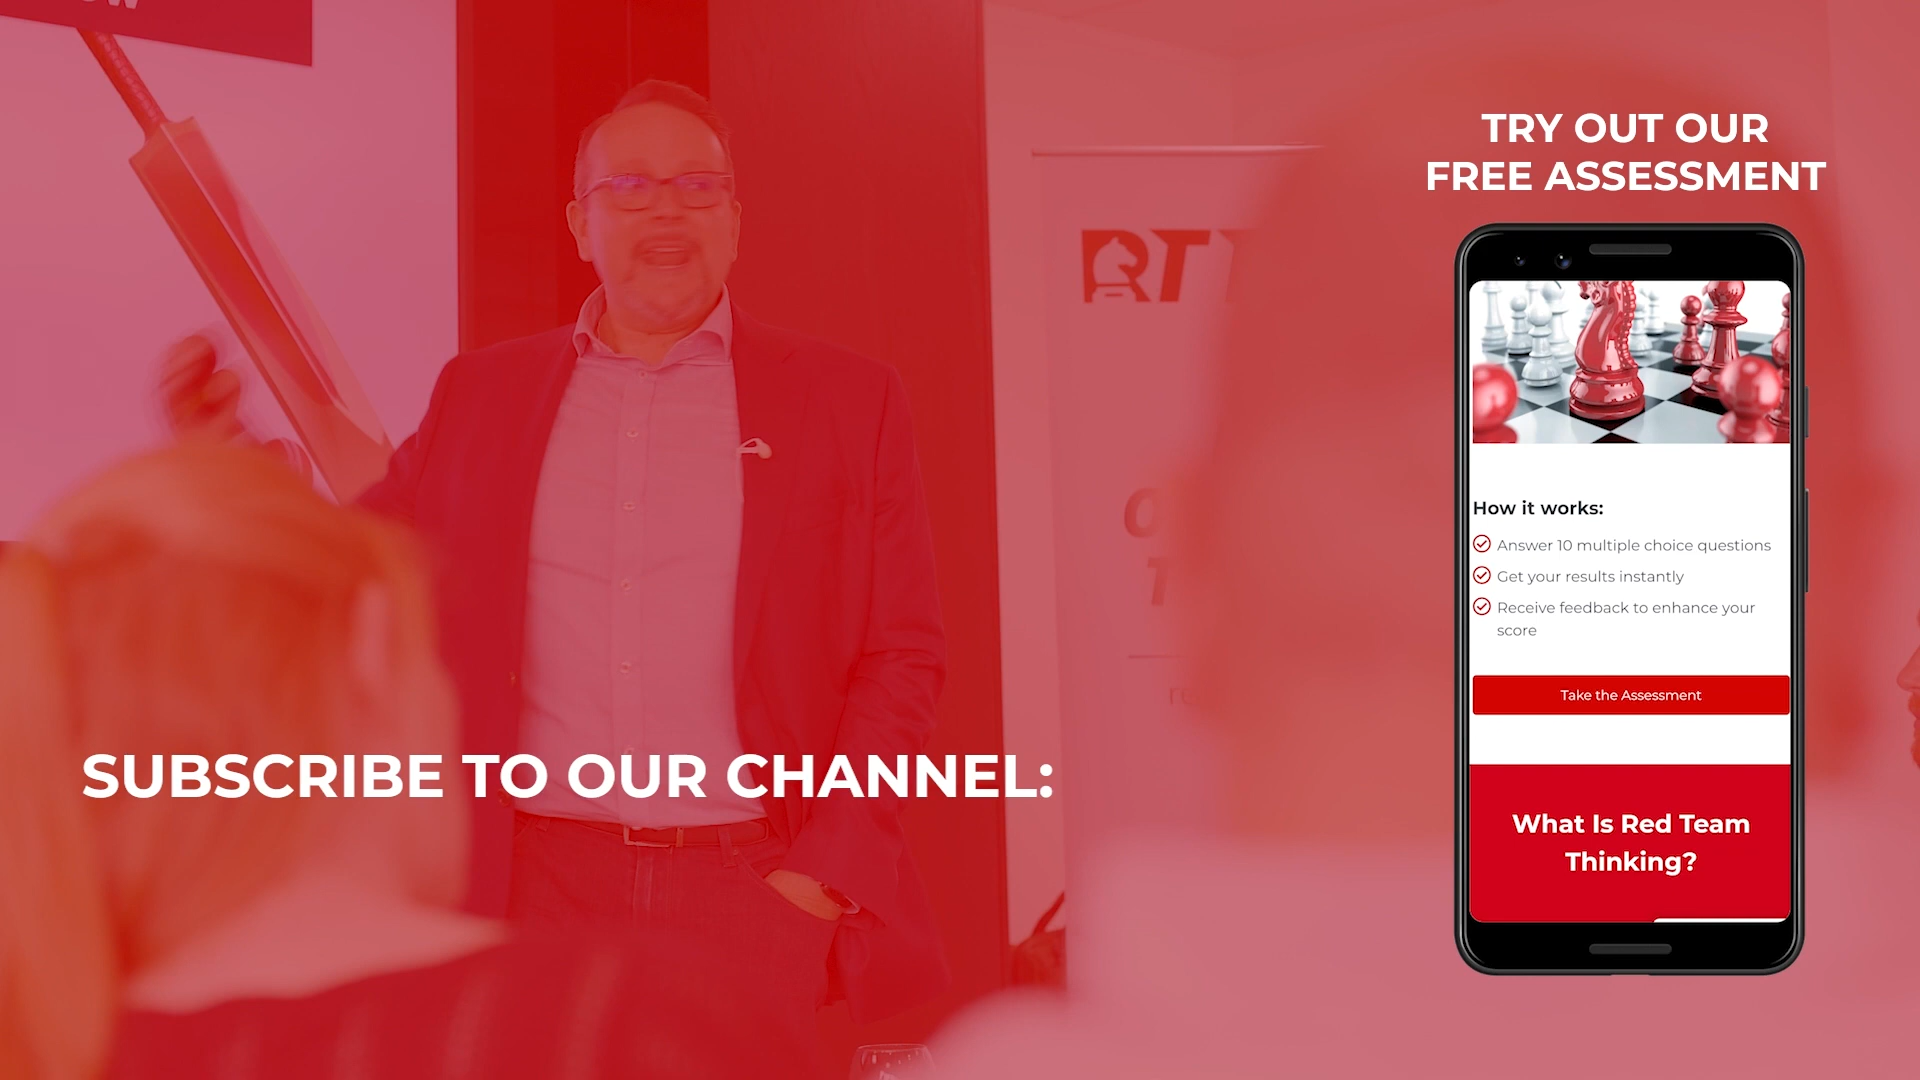 TRY OUT OUR
FREE ASSESSMENT
RT
How it works:
Answer 10 multiple choice questions
Get your results instantly
Receive feedback to enhance your
score
Take the Assessment
SUBSCRIBE TO OUR CHANNEL:
What Is Red Team
Thinking?